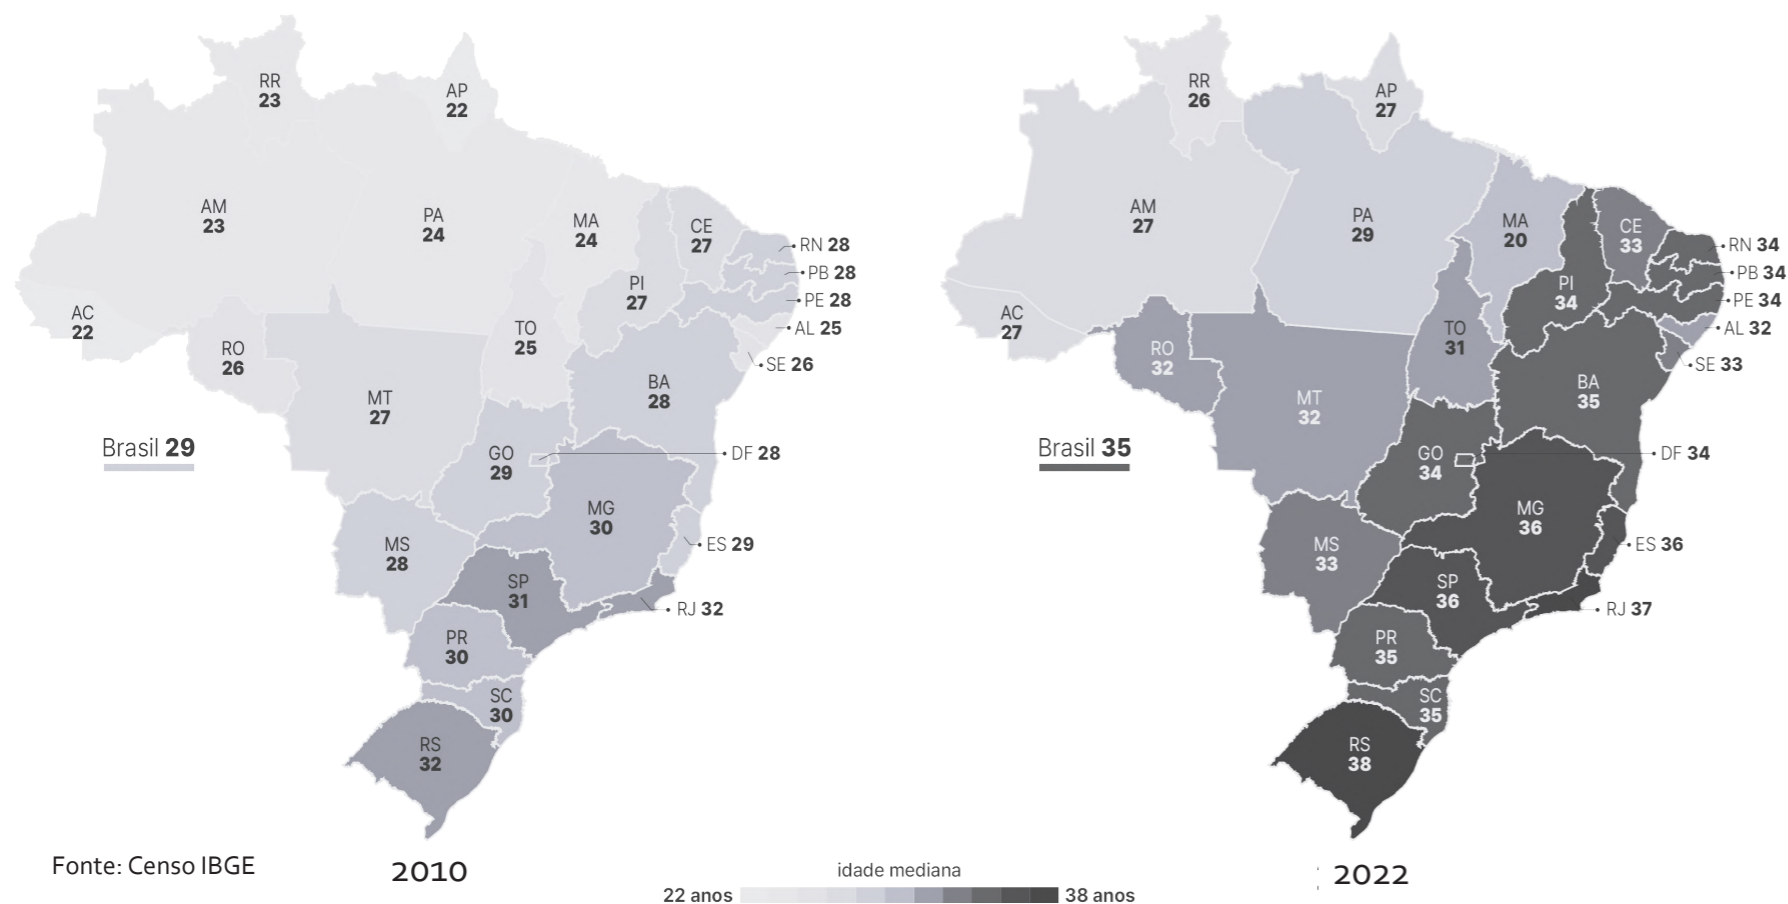 RR
23
AP
22
AM
23
PA
24
MA
24
CE
27
RN 28
PB 28
PE 28
AL 25
SE 26
PI
27
AC
22
RO
26
TO
25
MT
27
BA
28
Brasil 29
GO
29
DF 28
MG
30
ES 29
MS
28
SP
31
RJ 32
PR
30
SC
30
RS
32
Fonte: Censo IBGE
2010
RR
26
AP
27
AM
27
PA
29
MA
20
CE
33
RN 34
PB 34
PE 34
AL 32
SE 33
PI
34
AC
27
RO
32
TO
31
MT
32
BA
35
Brasil 35
GO
34
DF 34
MG
36
ES 36
MS
33
SP
36
RJ 37
PR
35
SC
35
RS
38
2022
idade mediana
22 anos
38 anos